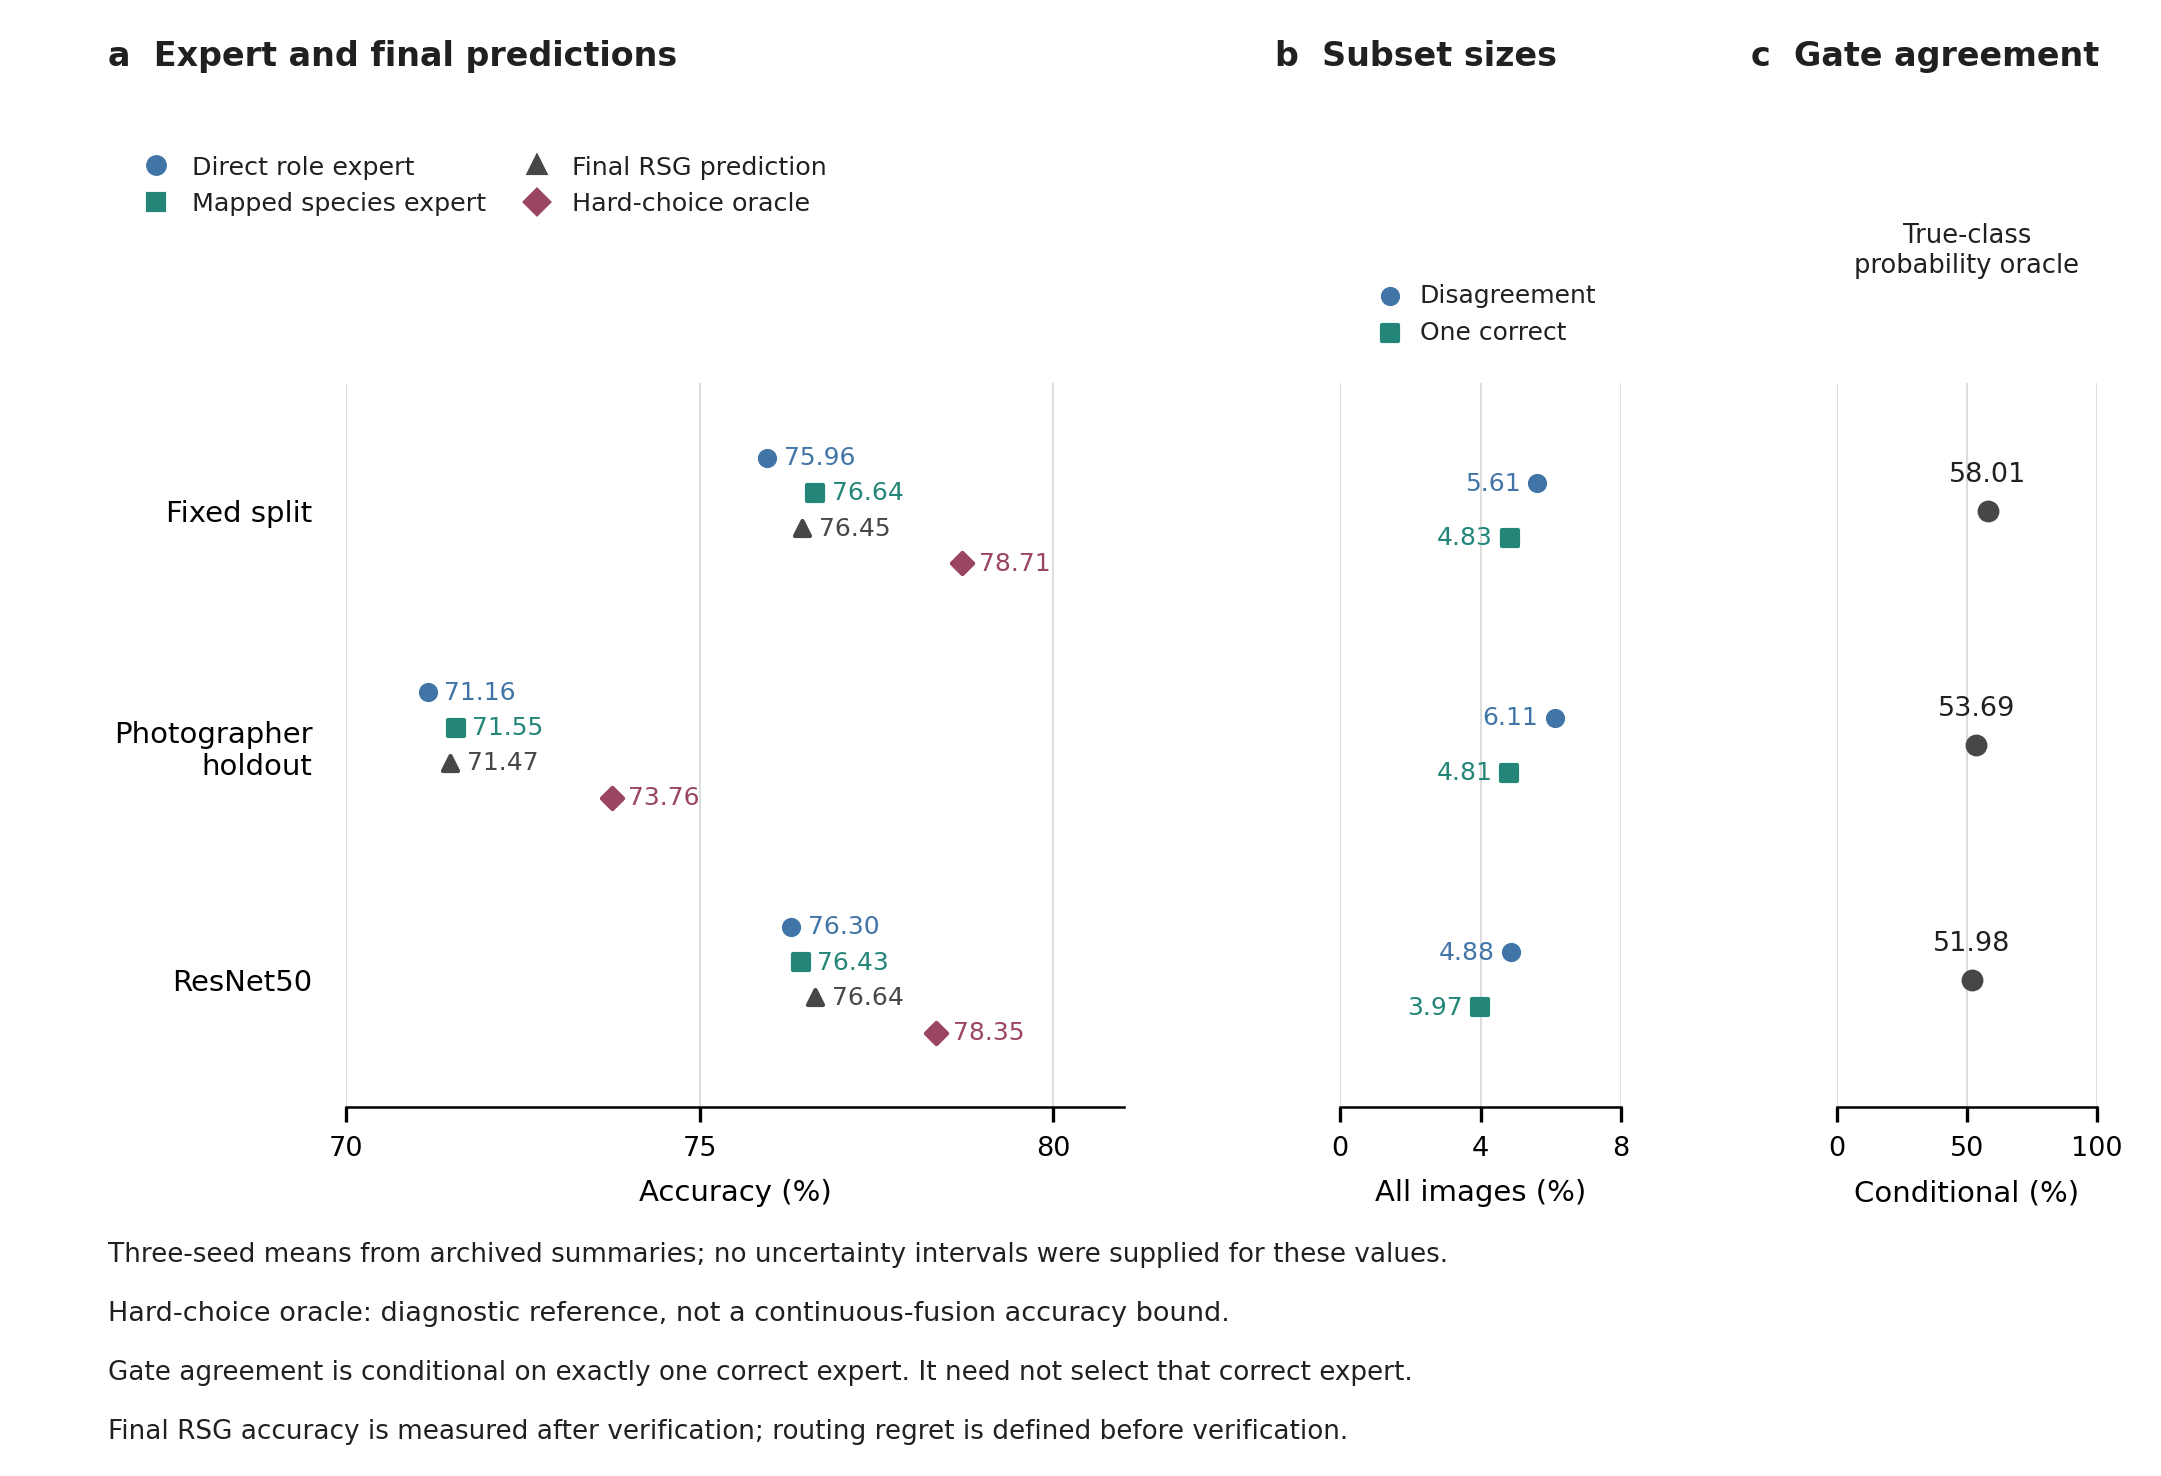 a Expert and final predictions
b Subset sizes
c Gate agreement
Direct role expert
Mapped species expert
Final RSG prediction
Hard-choice oracle
Disagreement
One correct
True-class
probability oracle
Fixed split
75.96
76.64
76.45
78.71
5.61
4.83
58.01
Photographer
holdout
71.16
71.55
71.47
73.76
6.11
4.81
53.69
ResNet50
76.30
76.43
76.64
78.35
4.88
3.97
51.98
70 75 80
0 4 8
0 50 100
Accuracy (%)
All images (%)
Conditional (%)
Three-seed means from archived summaries; no uncertainty intervals were supplied for these values.
Hard-choice oracle: diagnostic reference, not a continuous-fusion accuracy bound.
Gate agreement is conditional on exactly one correct expert. It need not select that correct expert.
Final RSG accuracy is measured after verification; routing regret is defined before verification.